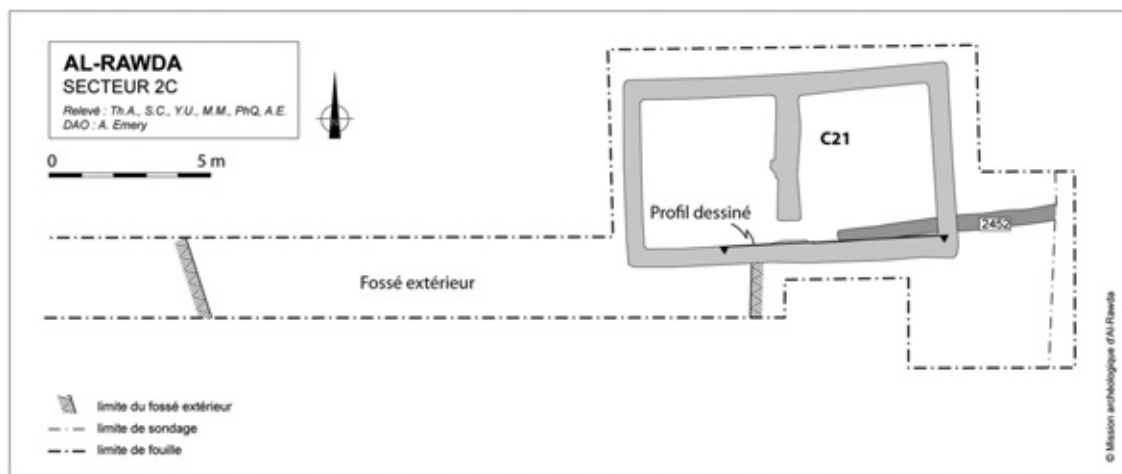 AL-RAWDA
SECTEUR 2C
Relevé : Th.A., S.C., Y.U., M.M., PhQ, A.E.
DAO : A. Emery
0 5 m
C21
Profil dessiné
2452
Fossé extérieur
limite du fossé extérieur
limite de sondage
limite de fouille
© Mission archéologique d'Al-Rawda